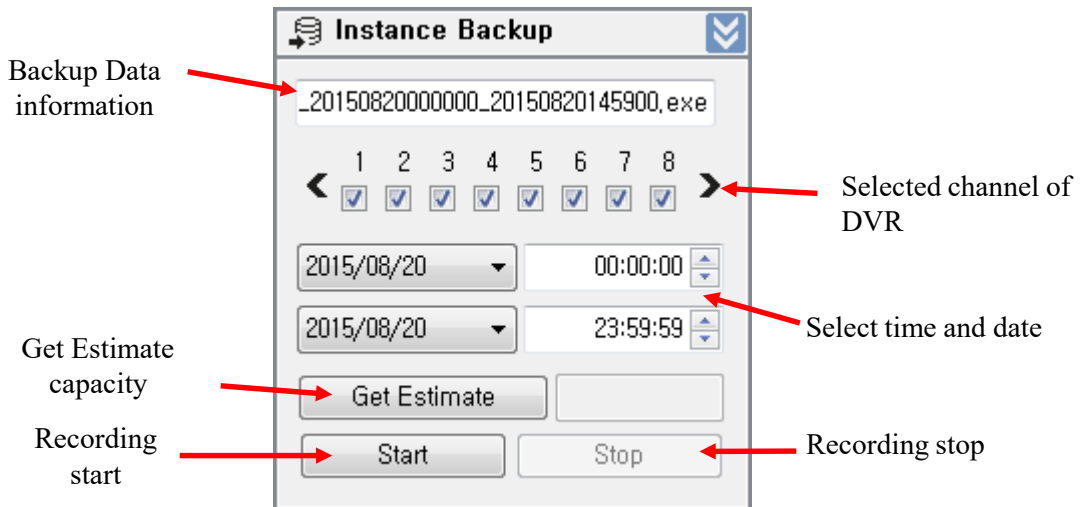 Instance Backup
Backup Data
information
_20150820000000_20150820145900.exe
1 2 3 4 5 6 7 8
Selected channel of
DVR
2015/08/20 00:00:00
2015/08/20 23:59:59
Select time and date
Get Estimate
capacity
Get Estimate
Recording
start
Start Stop
Recording stop